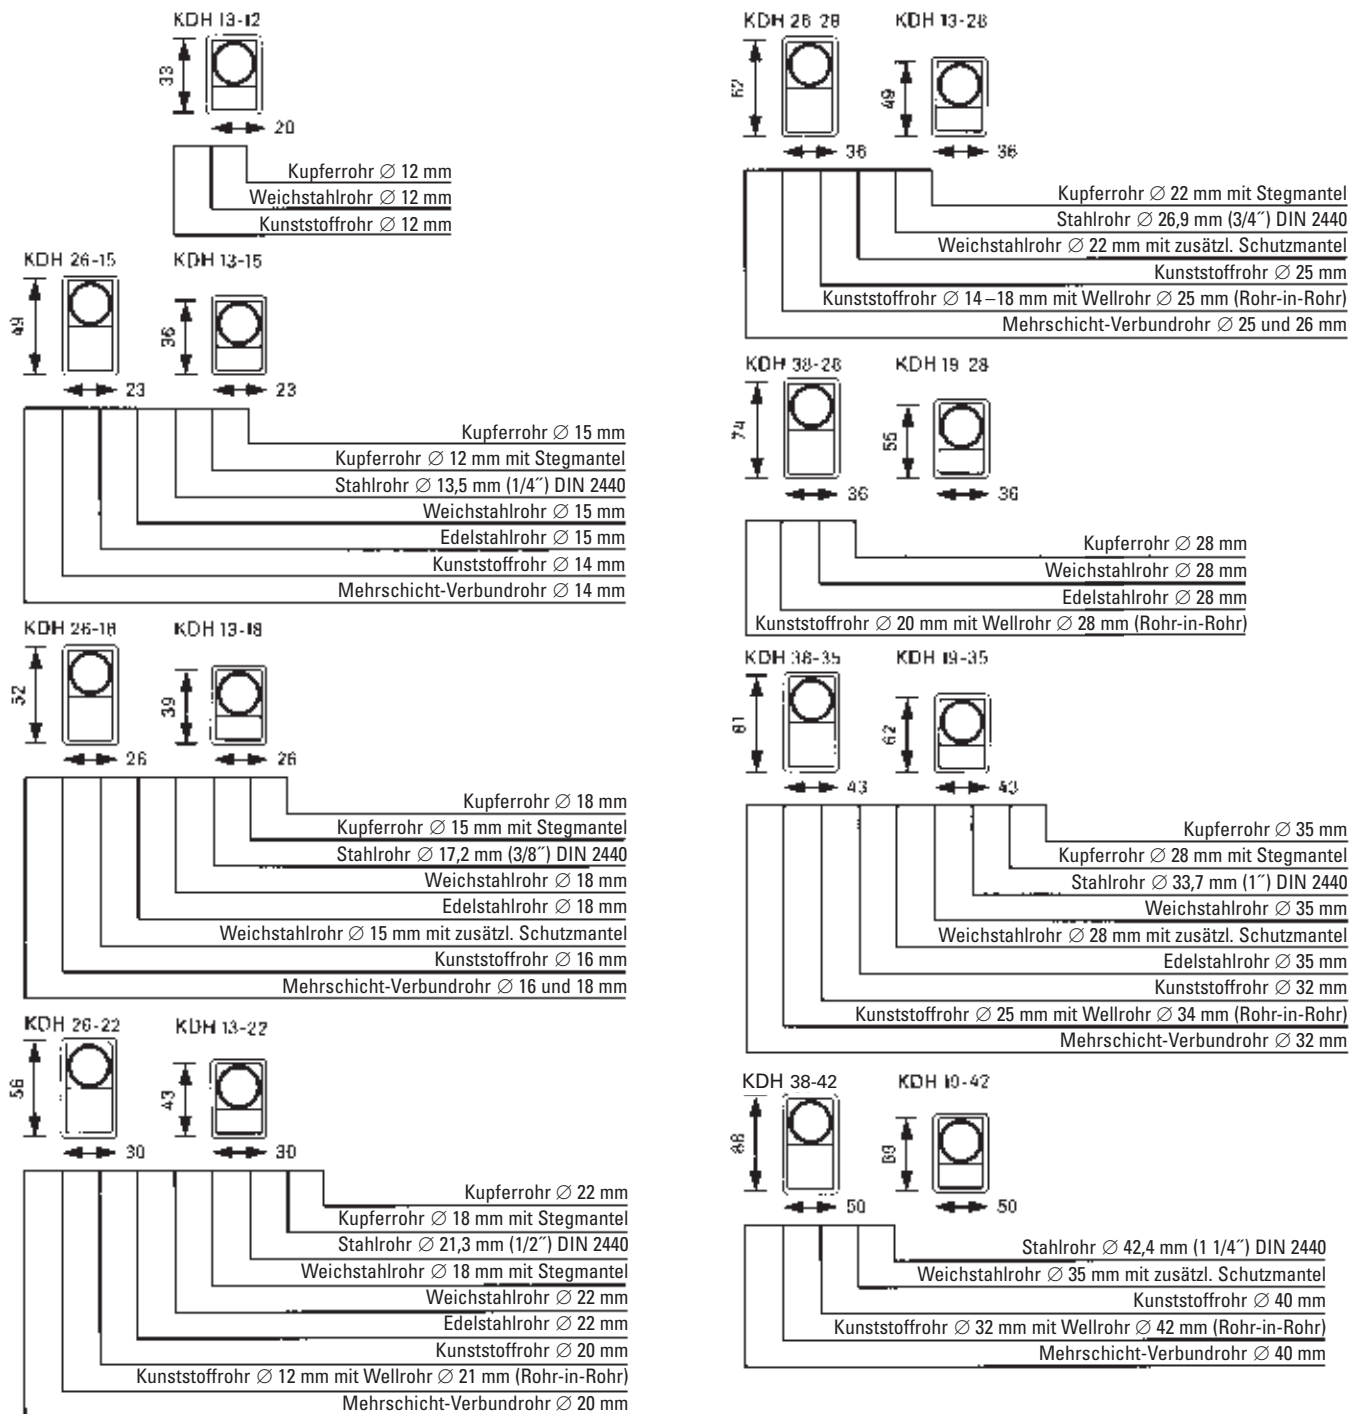 KDH 13-12
33
20
Kupferrohr ∅ 12 mm
Weichstahlrohr ∅ 12 mm
Kunststoffrohr ∅ 12 mm
KDH 26-15 KDH 13-15
49
36
23
23
Kupferrohr ∅ 15 mm
Kupferrohr ∅ 12 mm mit Stegmantel
Stahlrohr ∅ 13,5 mm (1/4˝) DIN 2440
Weichstahlrohr ∅ 15 mm
Edelstahlrohr ∅ 15 mm
Kunststoffrohr ∅ 14 mm
Mehrschicht-Verbundrohr ∅ 14 mm
KDH 26-18 KDH 13-18
52
39
26
26
Kupferrohr ∅ 18 mm
Kupferrohr ∅ 15 mm mit Stegmantel
Stahlrohr ∅ 17,2 mm (3/8˝) DIN 2440
Weichstahlrohr ∅ 18 mm
Edelstahlrohr ∅ 18 mm
Weichstahlrohr ∅ 15 mm mit zusätzl. Schutzmantel
Kunststoffrohr ∅ 16 mm
Mehrschicht-Verbundrohr ∅ 16 und 18 mm
KDH 26-22 KDH 13-22
56
43
30
30
Kupferrohr ∅ 22 mm
Kupferrohr ∅ 18 mm mit Stegmantel
Stahlrohr ∅ 21,3 mm (1/2˝) DIN 2440
Weichstahlrohr ∅ 18 mm mit Stegmantel
Weichstahlrohr ∅ 22 mm
Edelstahlrohr ∅ 22 mm
Kunststoffrohr ∅ 20 mm
Kunststoffrohr ∅ 12 mm mit Wellrohr ∅ 21 mm (Rohr-in-Rohr)
Mehrschicht-Verbundrohr ∅ 20 mm
KDH 26-28 KDH 13-28
62
49
36
36
Kupferrohr ∅ 22 mm mit Stegmantel
Stahlrohr ∅ 26,9 mm (3/4˝) DIN 2440
Weichstahlrohr ∅ 22 mm mit zusätzl. Schutzmantel
Kunststoffrohr ∅ 25 mm
Kunststoffrohr ∅ 14–18 mm mit Wellrohr ∅ 25 mm (Rohr-in-Rohr)
Mehrschicht-Verbundrohr ∅ 25 und 26 mm
KDH 38-28 KDH 19-28
74
55
36
36
Kupferrohr ∅ 28 mm
Weichstahlrohr ∅ 28 mm
Edelstahlrohr ∅ 28 mm
Kunststoffrohr ∅ 20 mm mit Wellrohr ∅ 28 mm (Rohr-in-Rohr)
KDH 38-35 KDH 19-35
81
62
43
43
Kupferrohr ∅ 35 mm
Kupferrohr ∅ 28 mm mit Stegmantel
Stahlrohr ∅ 33,7 mm (1˝) DIN 2440
Weichstahlrohr ∅ 35 mm
Weichstahlrohr ∅ 28 mm mit zusätzl. Schutzmantel
Edelstahlrohr ∅ 35 mm
Kunststoffrohr ∅ 32 mm
Kunststoffrohr ∅ 25 mm mit Wellrohr ∅ 34 mm (Rohr-in-Rohr)
Mehrschicht-Verbundrohr ∅ 32 mm
KDH 38-42 KDH 19-42
88
69
50
50
Stahlrohr ∅ 42,4 mm (1 1/4˝) DIN 2440
Weichstahlrohr ∅ 35 mm mit zusätzl. Schutzmantel
Kunststoffrohr ∅ 40 mm
Kunststoffrohr ∅ 32 mm mit Wellrohr ∅ 42 mm (Rohr-in-Rohr)
Mehrschicht-Verbundrohr ∅ 40 mm